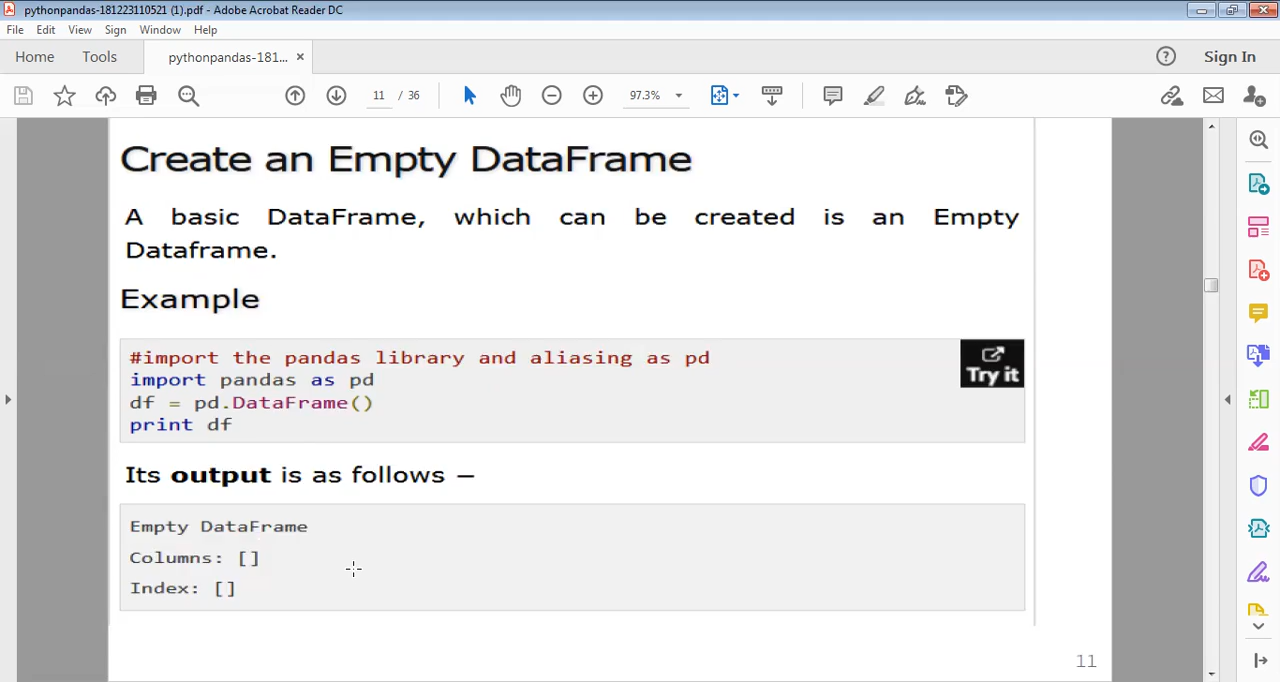 pythonpandas-181223110521 (1).pdf - Adobe Acrobat Reader DC
File Edit View Sign Window Help
Home Tools pythonpandas-181... × Sign In
11 / 36 97.3%
Create an Empty DataFrame
A basic DataFrame, which can be created is an Empty
Dataframe.
Example
#import the pandas library and aliasing as pd
import pandas as pd
df = pd.DataFrame()
print df
Try it
Its output is as follows −
Empty DataFrame
Columns: []
Index: []
11